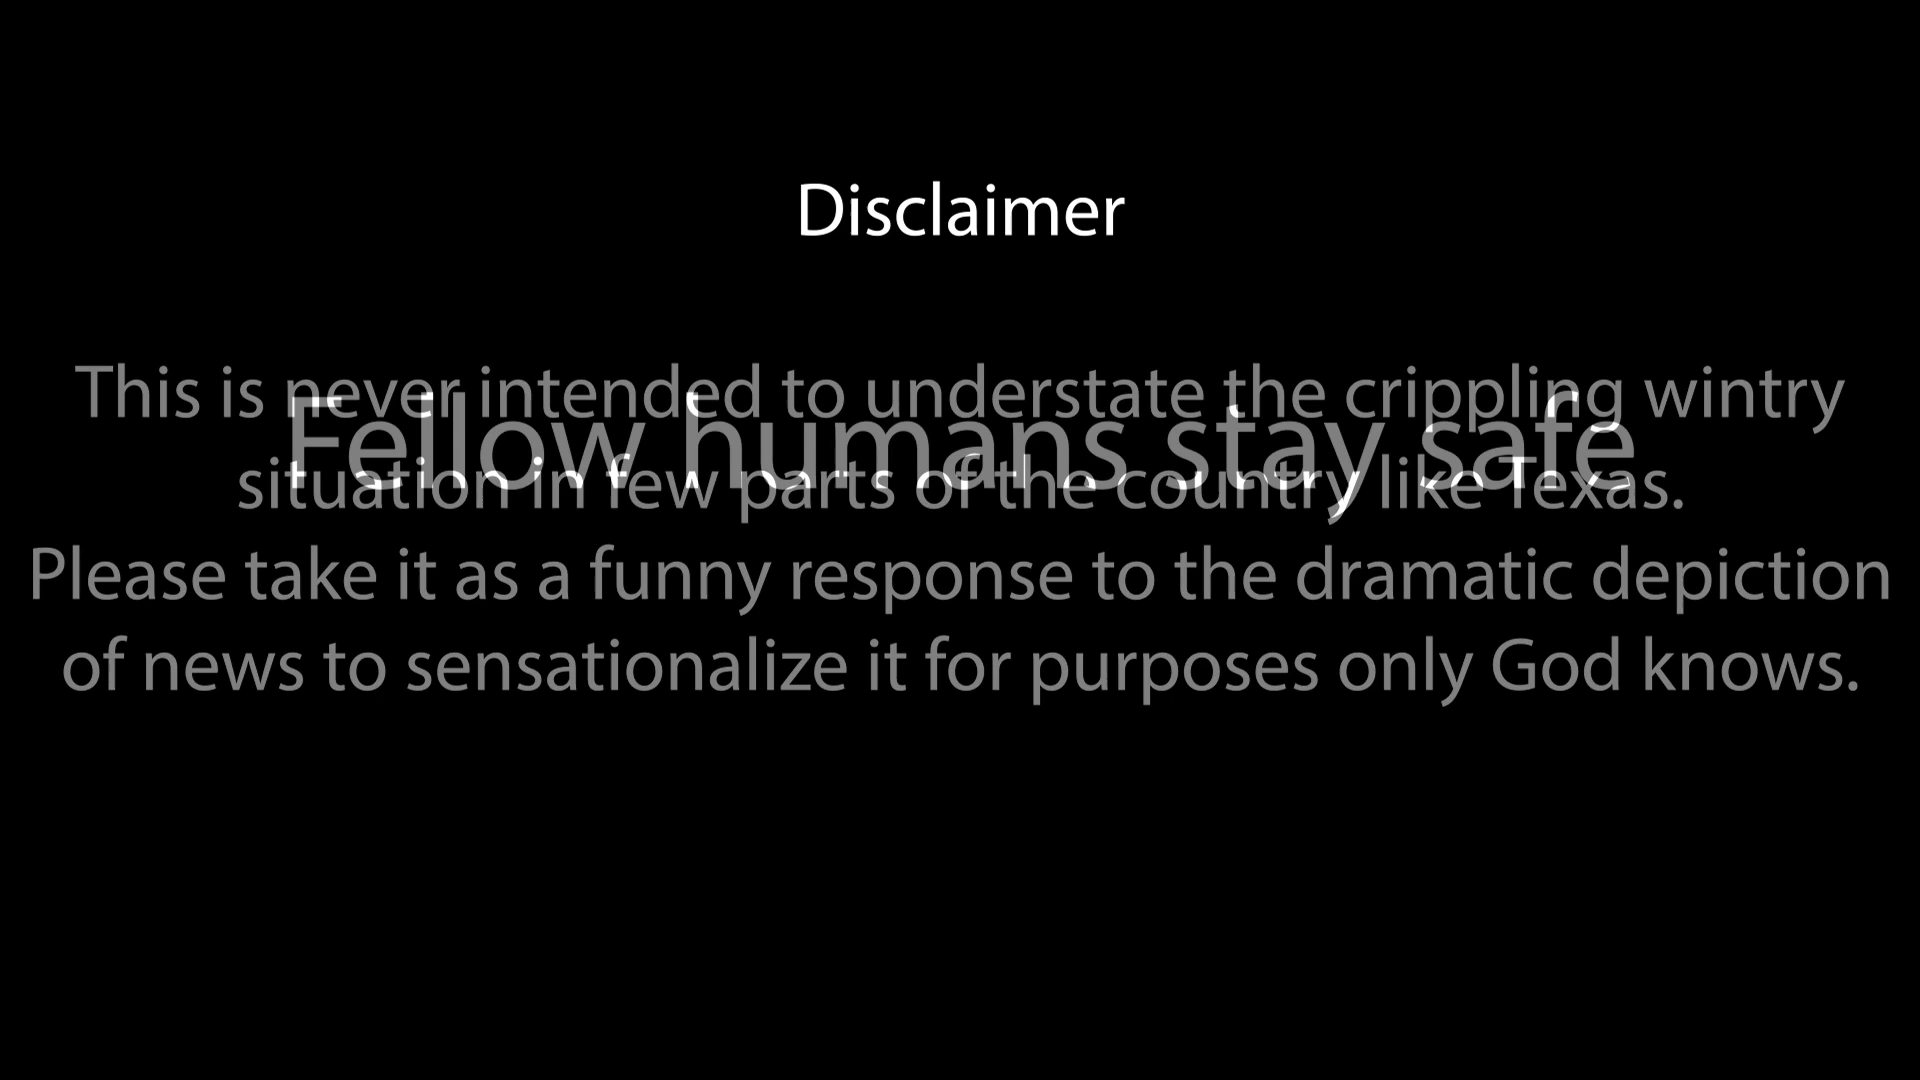 Disclaimer
This is never intended to understate the crippling wintry
Fellow humans stay safe
situation in few parts of the country like Texas.
Please take it as a funny response to the dramatic depiction
of news to sensationalize it for purposes only God knows.